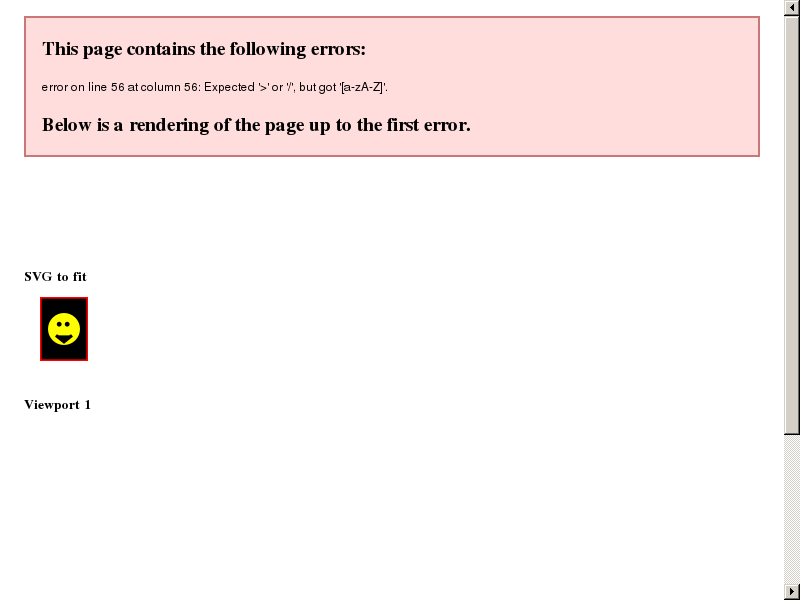 This page contains the following errors:
error on line 56 at column 56: Expected '>' or '/', but got '[a-zA-Z]'.
Below is a rendering of the page up to the first error.
SVG to fit
Viewport 1